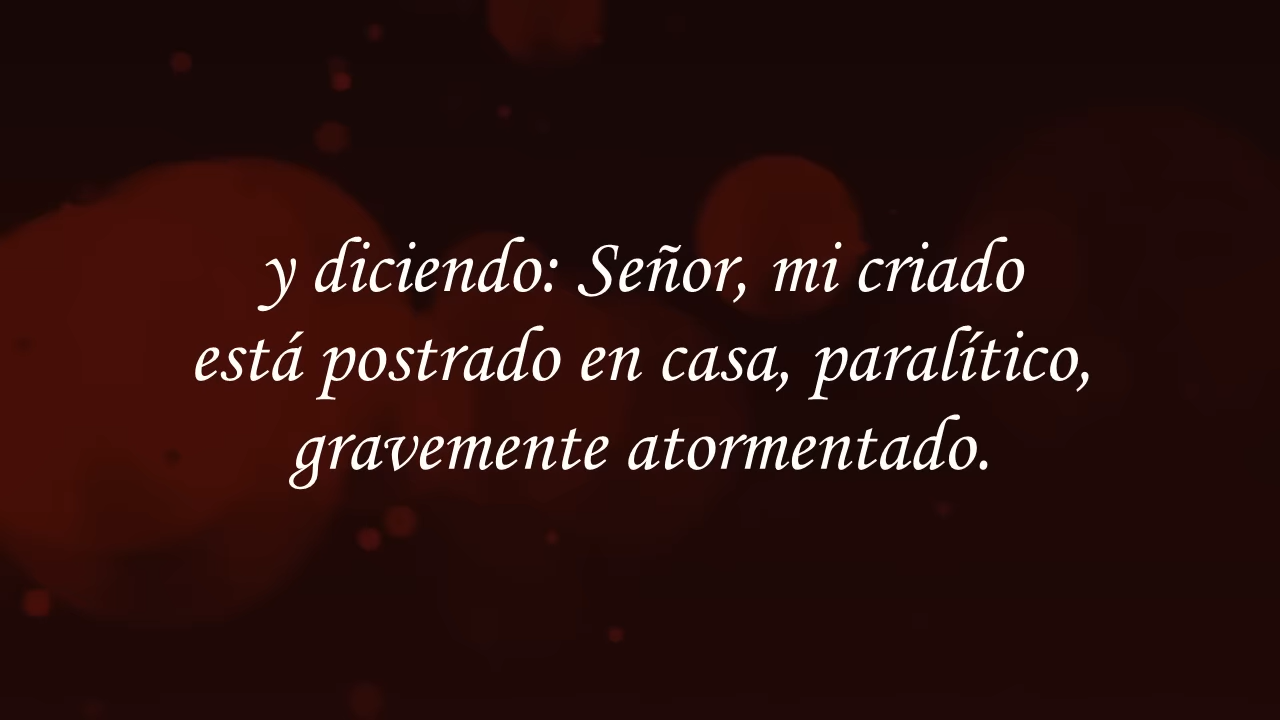 y diciendo: Señor, mi criado
está postrado en casa, paralítico,
gravemente atormentado.